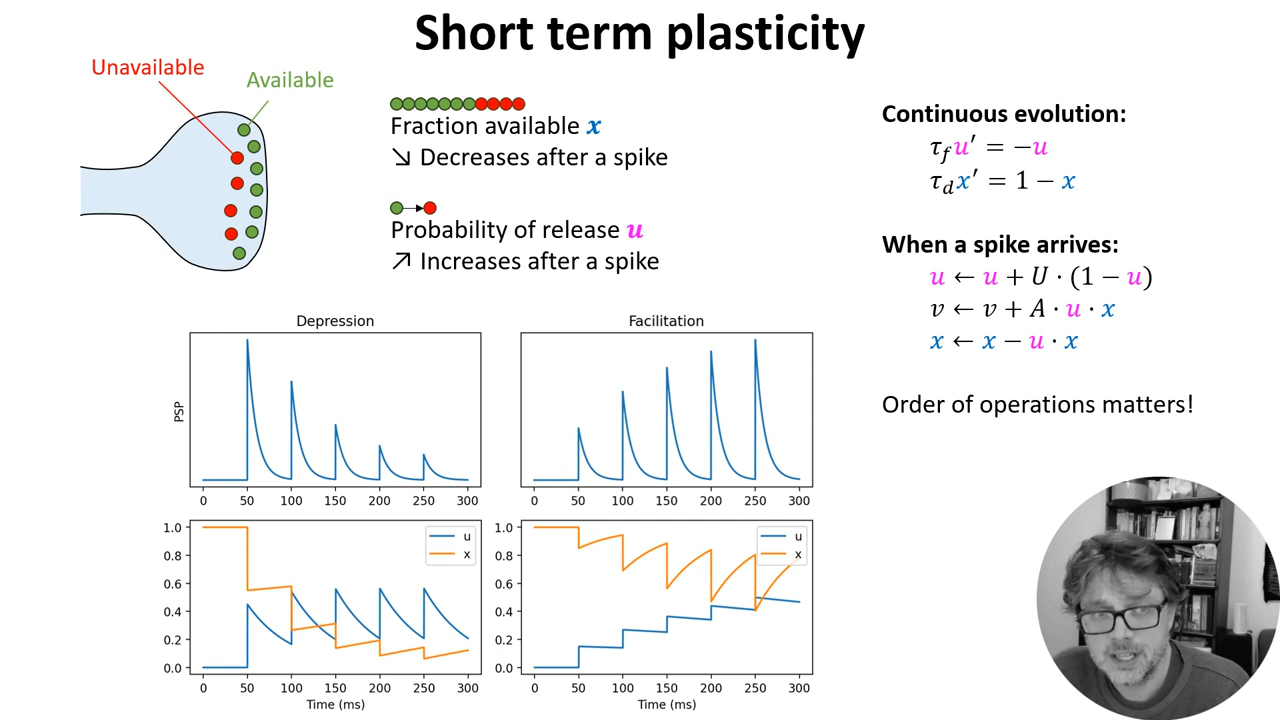 Short term plasticity
Unavailable
Available
Fraction available x
↘ Decreases after a spike
Probability of release u
↗ Increases after a spike
Continuous evolution:
τ_f u′ = −u
τ_d x′ = 1 − x
When a spike arrives:
u ← u + U · (1 − u)
v ← v + A · u · x
x ← x − u · x
Order of operations matters!
Depression
PSP
0 50 100 150 200 250 300
Facilitation
0 50 100 150 200 250 300
1.0
0.8
0.6
0.4
0.2
0.0
u
x
0 50 100 150 200 250 300
Time (ms)
1.0
0.8
0.6
0.4
0.2
0.0
u
x
0 50 100 150 200 250 300
Time (ms)